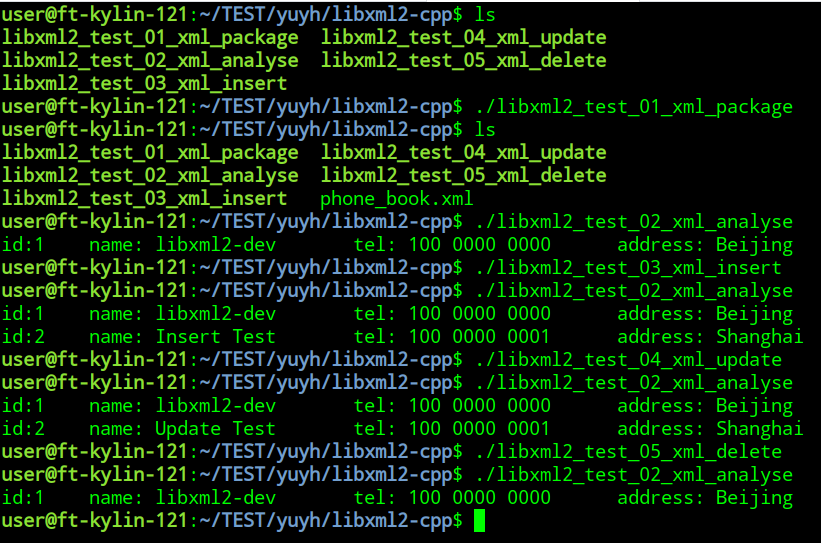 user@ft-kylin-121:~/TEST/yuyh/libxml2-cpp$ ls
libxml2_test_01_xml_package  libxml2_test_04_xml_update
libxml2_test_02_xml_analyse  libxml2_test_05_xml_delete
libxml2_test_03_xml_insert
user@ft-kylin-121:~/TEST/yuyh/libxml2-cpp$ ./libxml2_test_01_xml_package
user@ft-kylin-121:~/TEST/yuyh/libxml2-cpp$ ls
libxml2_test_01_xml_package  libxml2_test_04_xml_update
libxml2_test_02_xml_analyse  libxml2_test_05_xml_delete
libxml2_test_03_xml_insert   phone_book.xml
user@ft-kylin-121:~/TEST/yuyh/libxml2-cpp$ ./libxml2_test_02_xml_analyse
id:1    name: libxml2-dev       tel: 100 0000 0000      address: Beijing
user@ft-kylin-121:~/TEST/yuyh/libxml2-cpp$ ./libxml2_test_03_xml_insert
user@ft-kylin-121:~/TEST/yuyh/libxml2-cpp$ ./libxml2_test_02_xml_analyse
id:1    name: libxml2-dev       tel: 100 0000 0000      address: Beijing
id:2    name: Insert Test       tel: 100 0000 0001      address: Shanghai
user@ft-kylin-121:~/TEST/yuyh/libxml2-cpp$ ./libxml2_test_04_xml_update
user@ft-kylin-121:~/TEST/yuyh/libxml2-cpp$ ./libxml2_test_02_xml_analyse
id:1    name: libxml2-dev       tel: 100 0000 0000      address: Beijing
id:2    name: Update Test       tel: 100 0000 0001      address: Shanghai
user@ft-kylin-121:~/TEST/yuyh/libxml2-cpp$ ./libxml2_test_05_xml_delete
user@ft-kylin-121:~/TEST/yuyh/libxml2-cpp$ ./libxml2_test_02_xml_analyse
id:1    name: libxml2-dev       tel: 100 0000 0000      address: Beijing
user@ft-kylin-121:~/TEST/yuyh/libxml2-cpp$